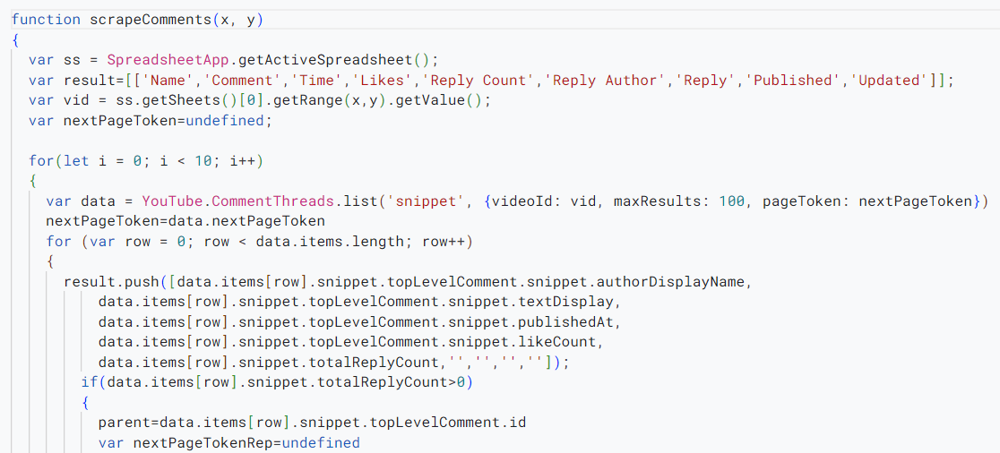 function scrapeComments(x, y)
{
var ss = SpreadsheetApp.getActiveSpreadsheet();
var result=[['Name','Comment','Time','Likes','Reply Count','Reply Author','Reply','Published','Updated']];
var vid = ss.getSheets()[0].getRange(x,y).getValue();
var nextPageToken=undefined;
for(let i = 0; i < 10; i++)
{
var data = YouTube.CommentThreads.list('snippet', {videoId: vid, maxResults: 100, pageToken: nextPageToken})
nextPageToken=data.nextPageToken
for (var row = 0; row < data.items.length; row++)
{
result.push([data.items[row].snippet.topLevelComment.snippet.authorDisplayName,
data.items[row].snippet.topLevelComment.snippet.textDisplay,
data.items[row].snippet.topLevelComment.snippet.publishedAt,
data.items[row].snippet.topLevelComment.snippet.likeCount,
data.items[row].snippet.totalReplyCount,'','','','']);
if(data.items[row].snippet.totalReplyCount>0)
{
parent=data.items[row].snippet.topLevelComment.id
var nextPageTokenRep=undefined